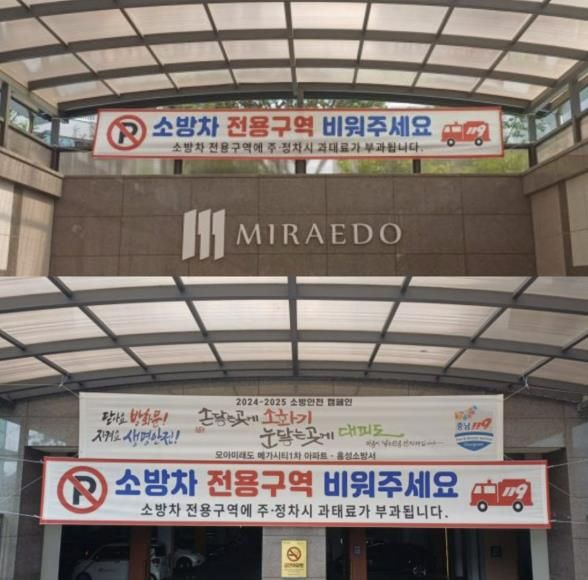 소방차 전용구역 비워주세요
119
소방차 전용구역에 주·정차시 과태료가 부과됩니다.
MIRAEDO
2024-2025 소방안전 캠페인
닫아요 방화문!
지켜요 생명안전!
손닿는곳에 소화기
눈닿는곳에 대피도
충남 119
모아미래도 메가시티1차 아파트 · 홍성소방서
소방차 전용구역 비워주세요
119
소방차 전용구역에 주·정차시 과태료가 부과됩니다.